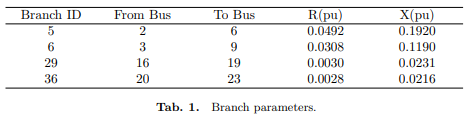 Branch ID From Bus To Bus R(pu) X(pu)
5 2 6 0.0492 0.1920
6 3 9 0.0308 0.1190
29 16 19 0.0030 0.0231
36 20 23 0.0028 0.0216
Tab. 1. Branch parameters.